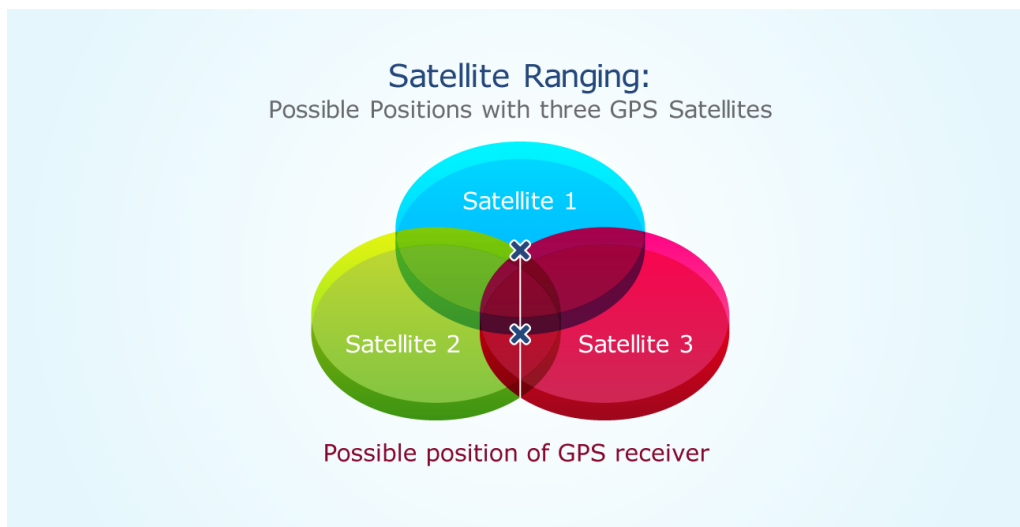 Satellite Ranging:
Possible Positions with three GPS Satellites
Satellite 1
Satellite 2
Satellite 3
Possible position of GPS receiver